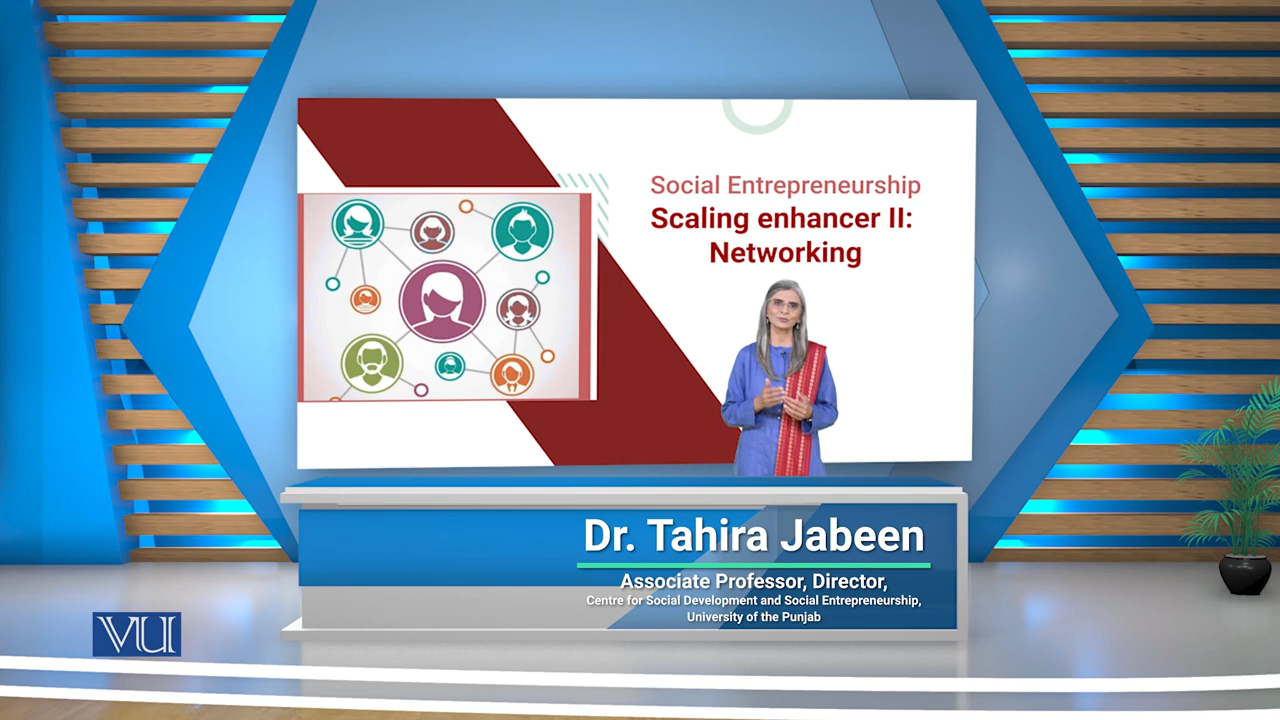 Social Entrepreneurship
Scaling enhancer II:
Networking
Dr. Tahira Jabeen
Associate Professor, Director,
Centre for Social Development and Social Entrepreneurship,
University of the Punjab
VU